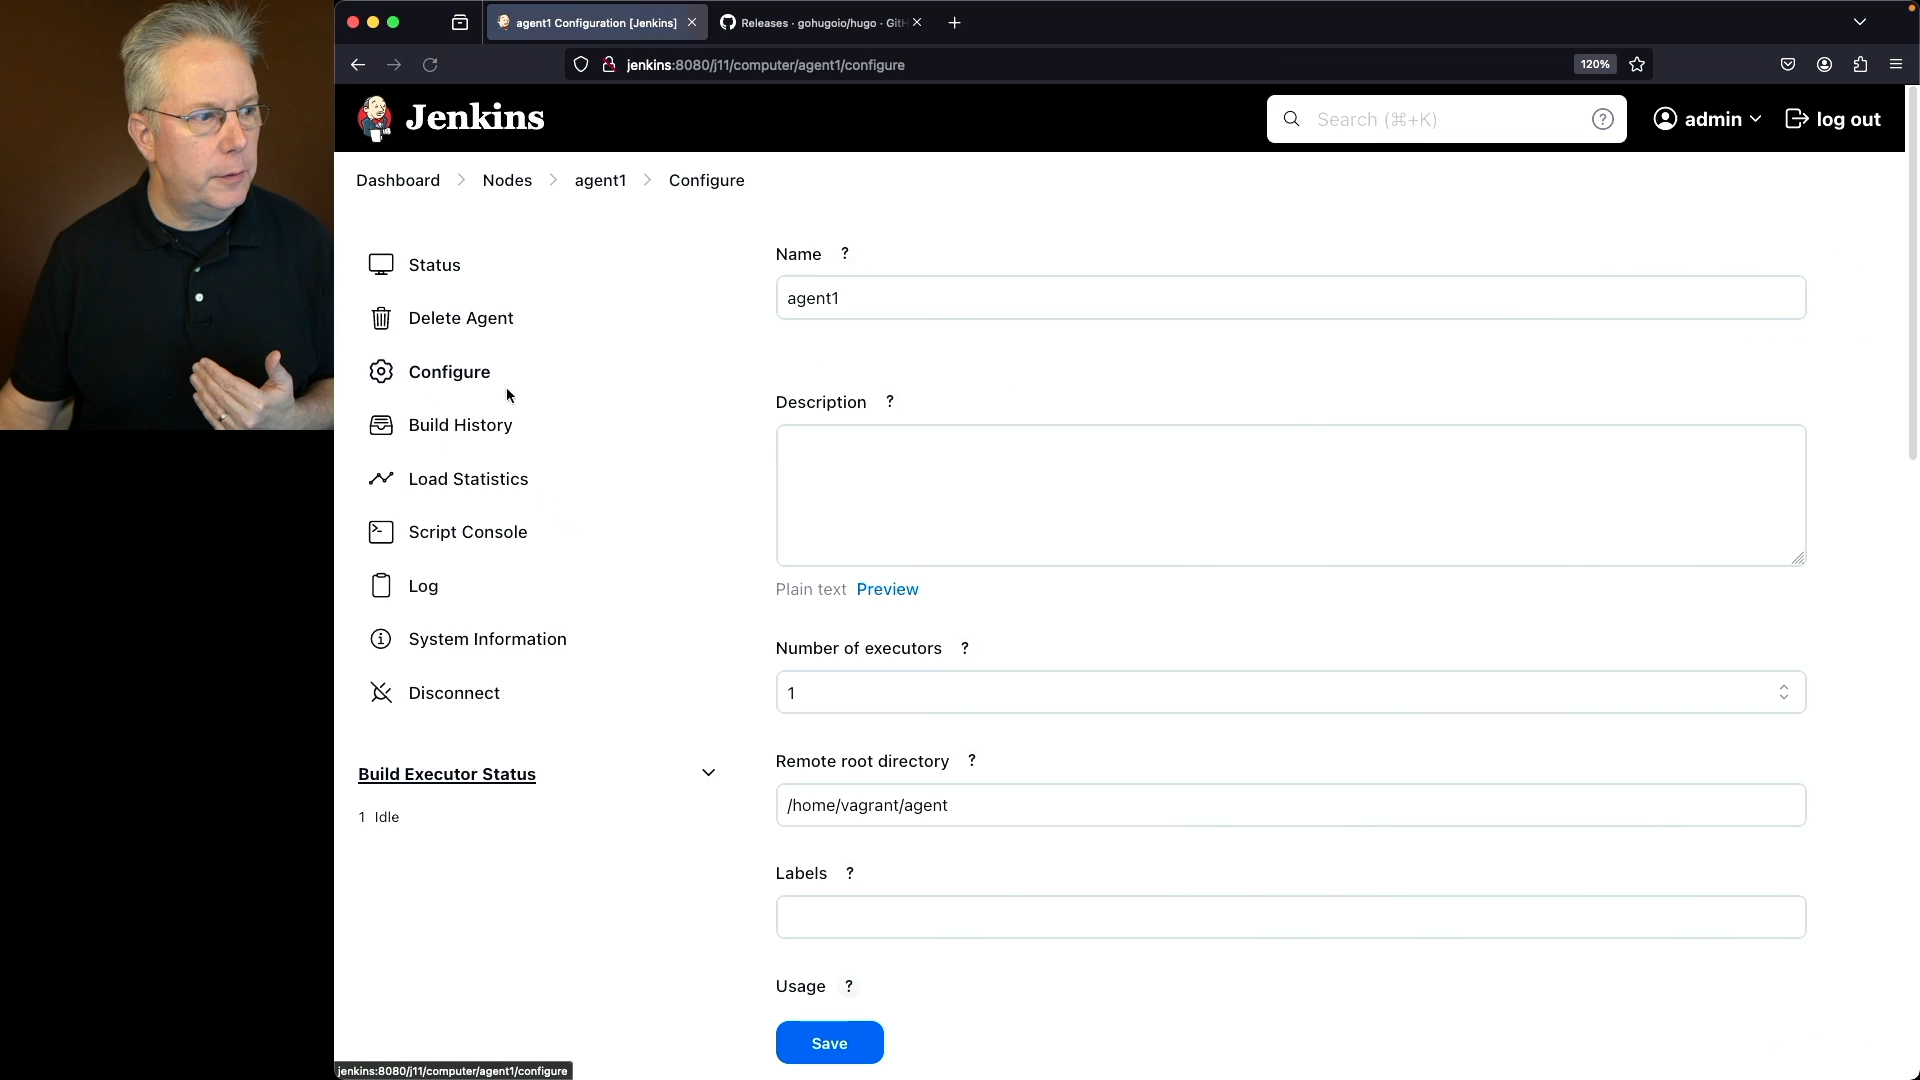 agent1 Configuration [Jenkins]
Releases · gohugoio/hugo · GitH
jenkins:8080/j11/computer/agent1/configure
120%
Jenkins
Search (⌘+K)
?
admin
log out
Dashboard
Nodes
agent1
Configure
Status
Delete Agent
Configure
Build History
Load Statistics
Script Console
Log
System Information
Disconnect
Build Executor Status
1 Idle
Name ?
agent1
Description ?
Plain text Preview
Number of executors ?
1
Remote root directory ?
/home/vagrant/agent
Labels ?
Usage ?
Save
jenkins:8080/j11/computer/agent1/configure